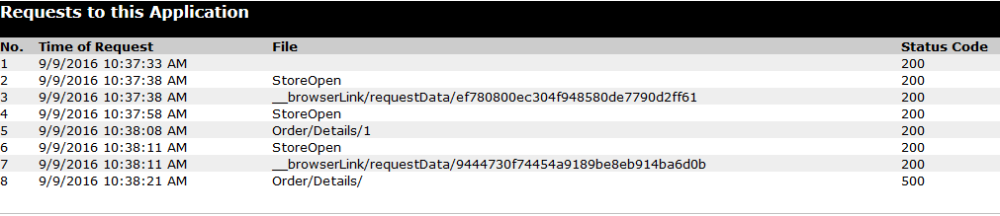 Requests to this Application
No. Time of Request File Status Code
1 9/9/2016 10:37:33 AM 200
2 9/9/2016 10:37:38 AM StoreOpen 200
3 9/9/2016 10:37:38 AM __browserLink/requestData/ef780800ec304f948580de7790d2ff61 200
4 9/9/2016 10:37:58 AM StoreOpen 200
5 9/9/2016 10:38:08 AM Order/Details/1 200
6 9/9/2016 10:38:11 AM StoreOpen 200
7 9/9/2016 10:38:11 AM __browserLink/requestData/9444730f74454a9189be8eb914ba6d0b 200
8 9/9/2016 10:38:21 AM Order/Details/ 500